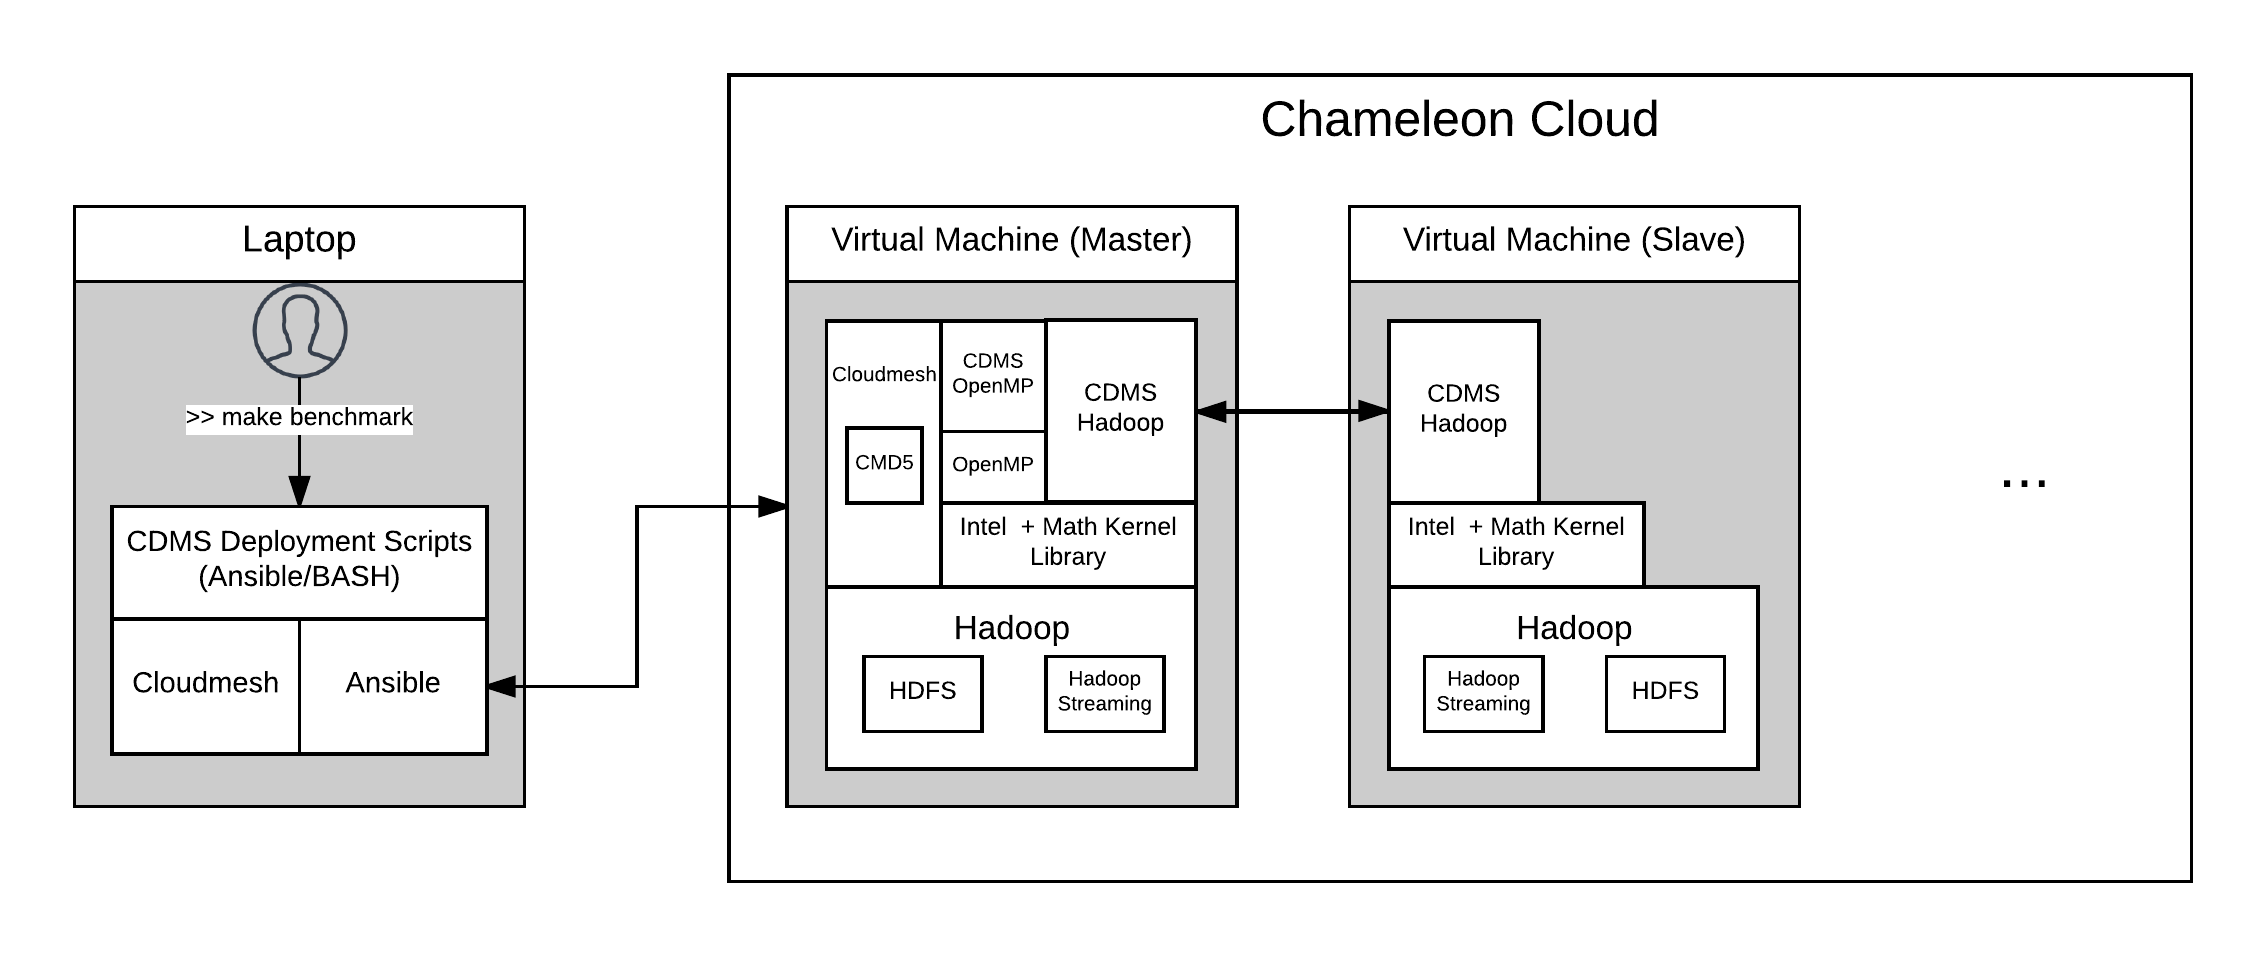 Chameleon Cloud
Laptop
>> make benchmark
CDMS Deployment Scripts
(Ansible/BASH)
Cloudmesh
Ansible
Virtual Machine (Master)
Cloudmesh
CMD5
CDMS
OpenMP
OpenMP
CDMS
Hadoop
Intel + Math Kernel
Library
Hadoop
HDFS
Hadoop
Streaming
Virtual Machine (Slave)
CDMS
Hadoop
Intel + Math Kernel
Library
Hadoop
Hadoop
Streaming
HDFS
...